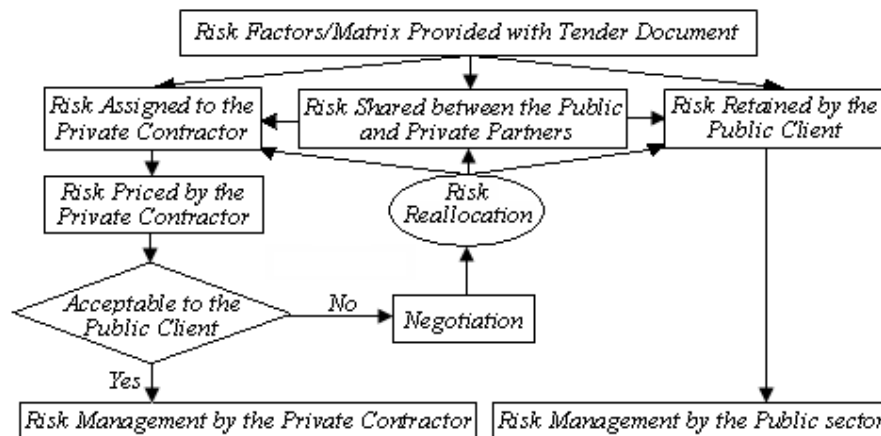 Risk Factors/Matrix Provided with Tender Document
Risk Assigned to the
Private Contractor
Risk Shared between the Public
and Private Partners
Risk Retained by the
Public Client
Risk Priced by the
Private Contractor
Risk
Reallocation
Acceptable to the
Public Client
No
Negotiation
Yes
Risk Management by the Private Contractor
Risk Management by the Public sector